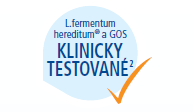 L.fermentum
hereditum® a GOS
KLINICKY
TESTOVANÉ²